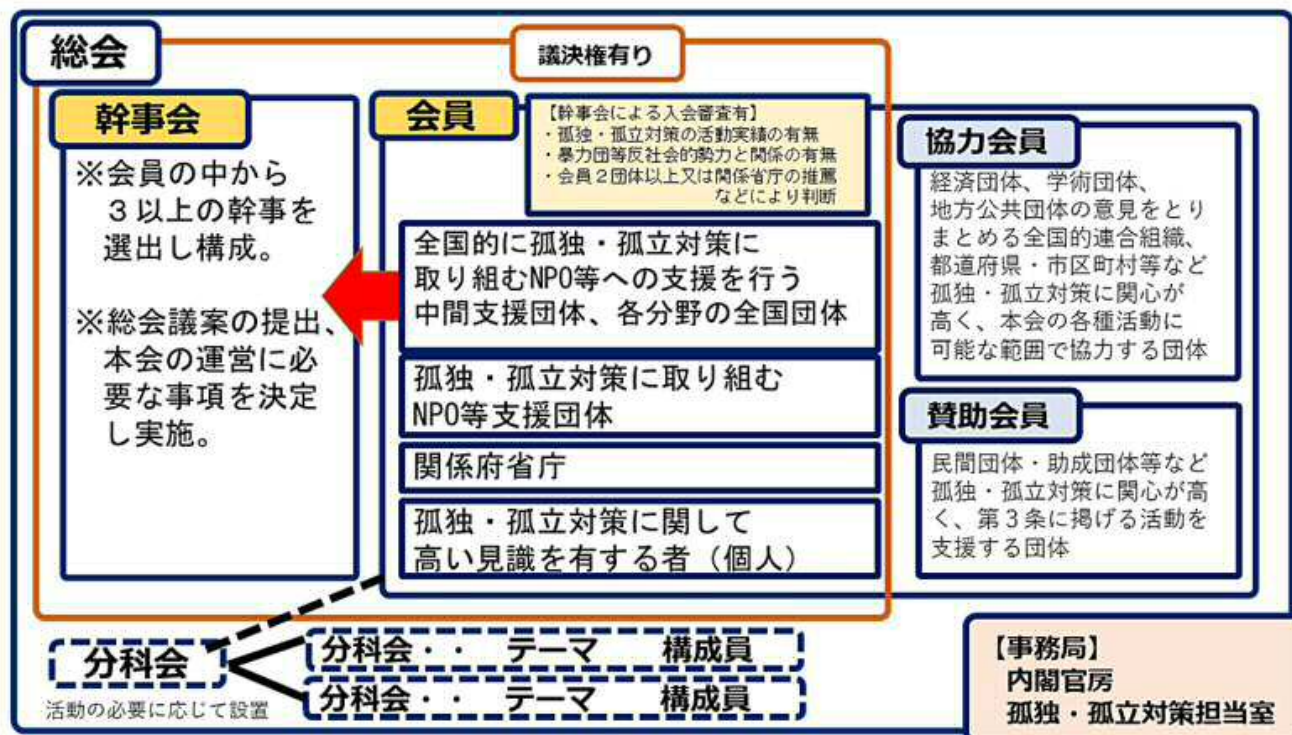 総会
議決権有り
幹事会
※会員の中から
３以上の幹事を
選出し構成。
※総会議案の提出、
本会の運営に必
要な事項を決定
し実施。
会員
【幹事会による入会審査有】
・孤独・孤立対策の活動実績の有無
・暴力団等反社会的勢力と関係の有無
・会員２団体以上又は関係省庁の推薦
などにより判断
全国的に孤独・孤立対策に
取り組むNPO等への支援を行う
中間支援団体、各分野の全国団体
孤独・孤立対策に取り組む
NPO等支援団体
関係府省庁
孤独・孤立対策に関して
高い見識を有する者（個人）
協力会員
経済団体、学術団体、
地方公共団体の意見をとり
まとめる全国的連合組織、
都道府県・市区町村等など
孤独・孤立対策に関心が
高く、本会の各種活動に
可能な範囲で協力する団体
賛助会員
民間団体・助成団体等など
孤独・孤立対策に関心が高
く、第３条に掲げる活動を
支援する団体
分科会
活動の必要に応じて設置
分科会・・　テーマ　構成員
分科会・・　テーマ　構成員
【事務局】
内閣官房
孤独・孤立対策担当室